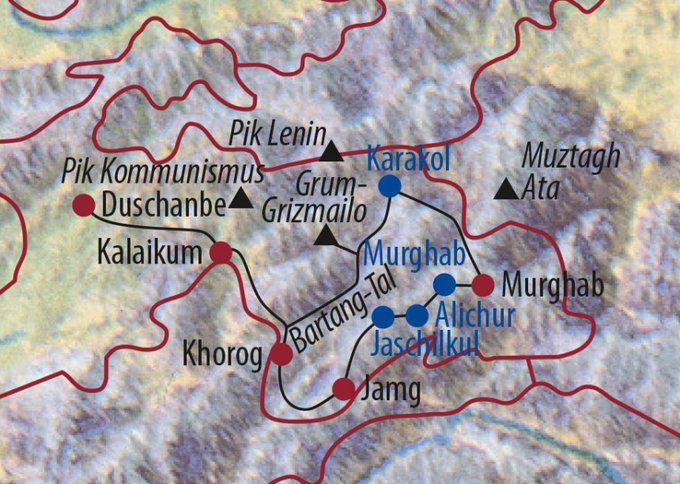 Pik Lenin
Karakol
Muztagh
Ata
Pik Kommunismus
Grum-
Grizmailo
Duschanbe
Kalaikum
Murghab
Murghab
Bartang-Tal
Alichur
Jaschilkul
Khorog
Jamg